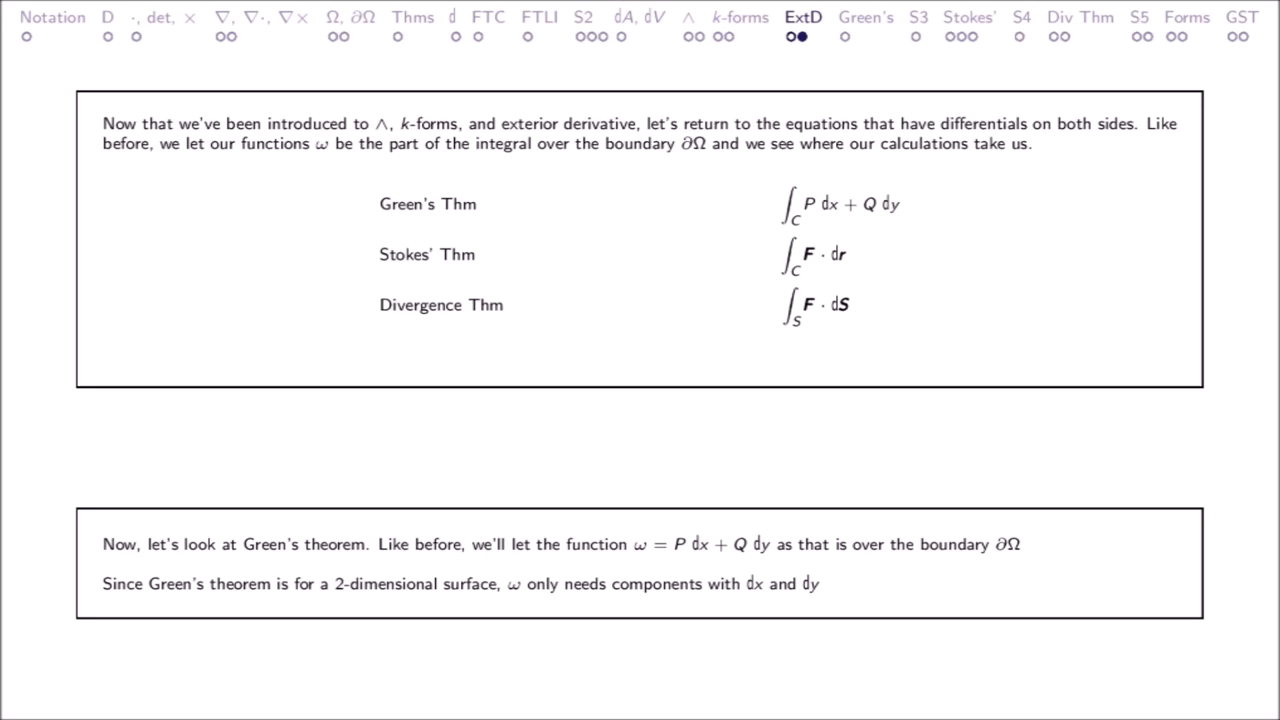 Notation D ·, det, × ∇, ∇·, ∇× Ω, ∂Ω Thms d FTC FTLI S2 dA, dV ∧ k-forms ExtD Green's S3 Stokes' S4 Div Thm S5 Forms GST
Now that we've been introduced to ∧, k-forms, and exterior derivative, let's return to the equations that have differentials on both sides. Like
before, we let our functions ω be the part of the integral over the boundary ∂Ω and we see where our calculations take us.
Green's Thm ∫_C P dx + Q dy
Stokes' Thm ∫_C F · dr
Divergence Thm ∫_S F · dS
Now, let's look at Green's theorem. Like before, we'll let the function ω = P dx + Q dy as that is over the boundary ∂Ω
Since Green's theorem is for a 2-dimensional surface, ω only needs components with dx and dy